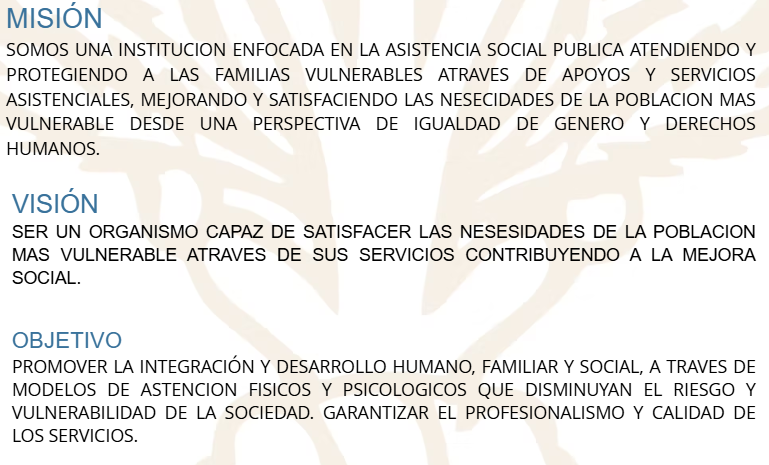 MISIÓN
SOMOS UNA INSTITUCION ENFOCADA EN LA ASISTENCIA SOCIAL PUBLICA ATENDIENDO Y
PROTEGIENDO A LAS FAMILIAS VULNERABLES ATRAVES DE APOYOS Y SERVICIOS
ASISTENCIALES, MEJORANDO Y SATISFACIENDO LAS NESECIDADES DE LA POBLACION MAS
VULNERABLE DESDE UNA PERSPECTIVA DE IGUALDAD DE GENERO Y DERECHOS
HUMANOS.
VISIÓN
SER UN ORGANISMO CAPAZ DE SATISFACER LAS NESESIDADES DE LA POBLACION
MAS VULNERABLE ATRAVES DE SUS SERVICIOS CONTRIBUYENDO A LA MEJORA
SOCIAL.
OBJETIVO
PROMOVER LA INTEGRACIÓN Y DESARROLLO HUMANO, FAMILIAR Y SOCIAL, A TRAVES DE
MODELOS DE ASTENCION FISICOS Y PSICOLOGICOS QUE DISMINUYAN EL RIESGO Y
VULNERABILIDAD DE LA SOCIEDAD. GARANTIZAR EL PROFESIONALISMO Y CALIDAD DE
LOS SERVICIOS.